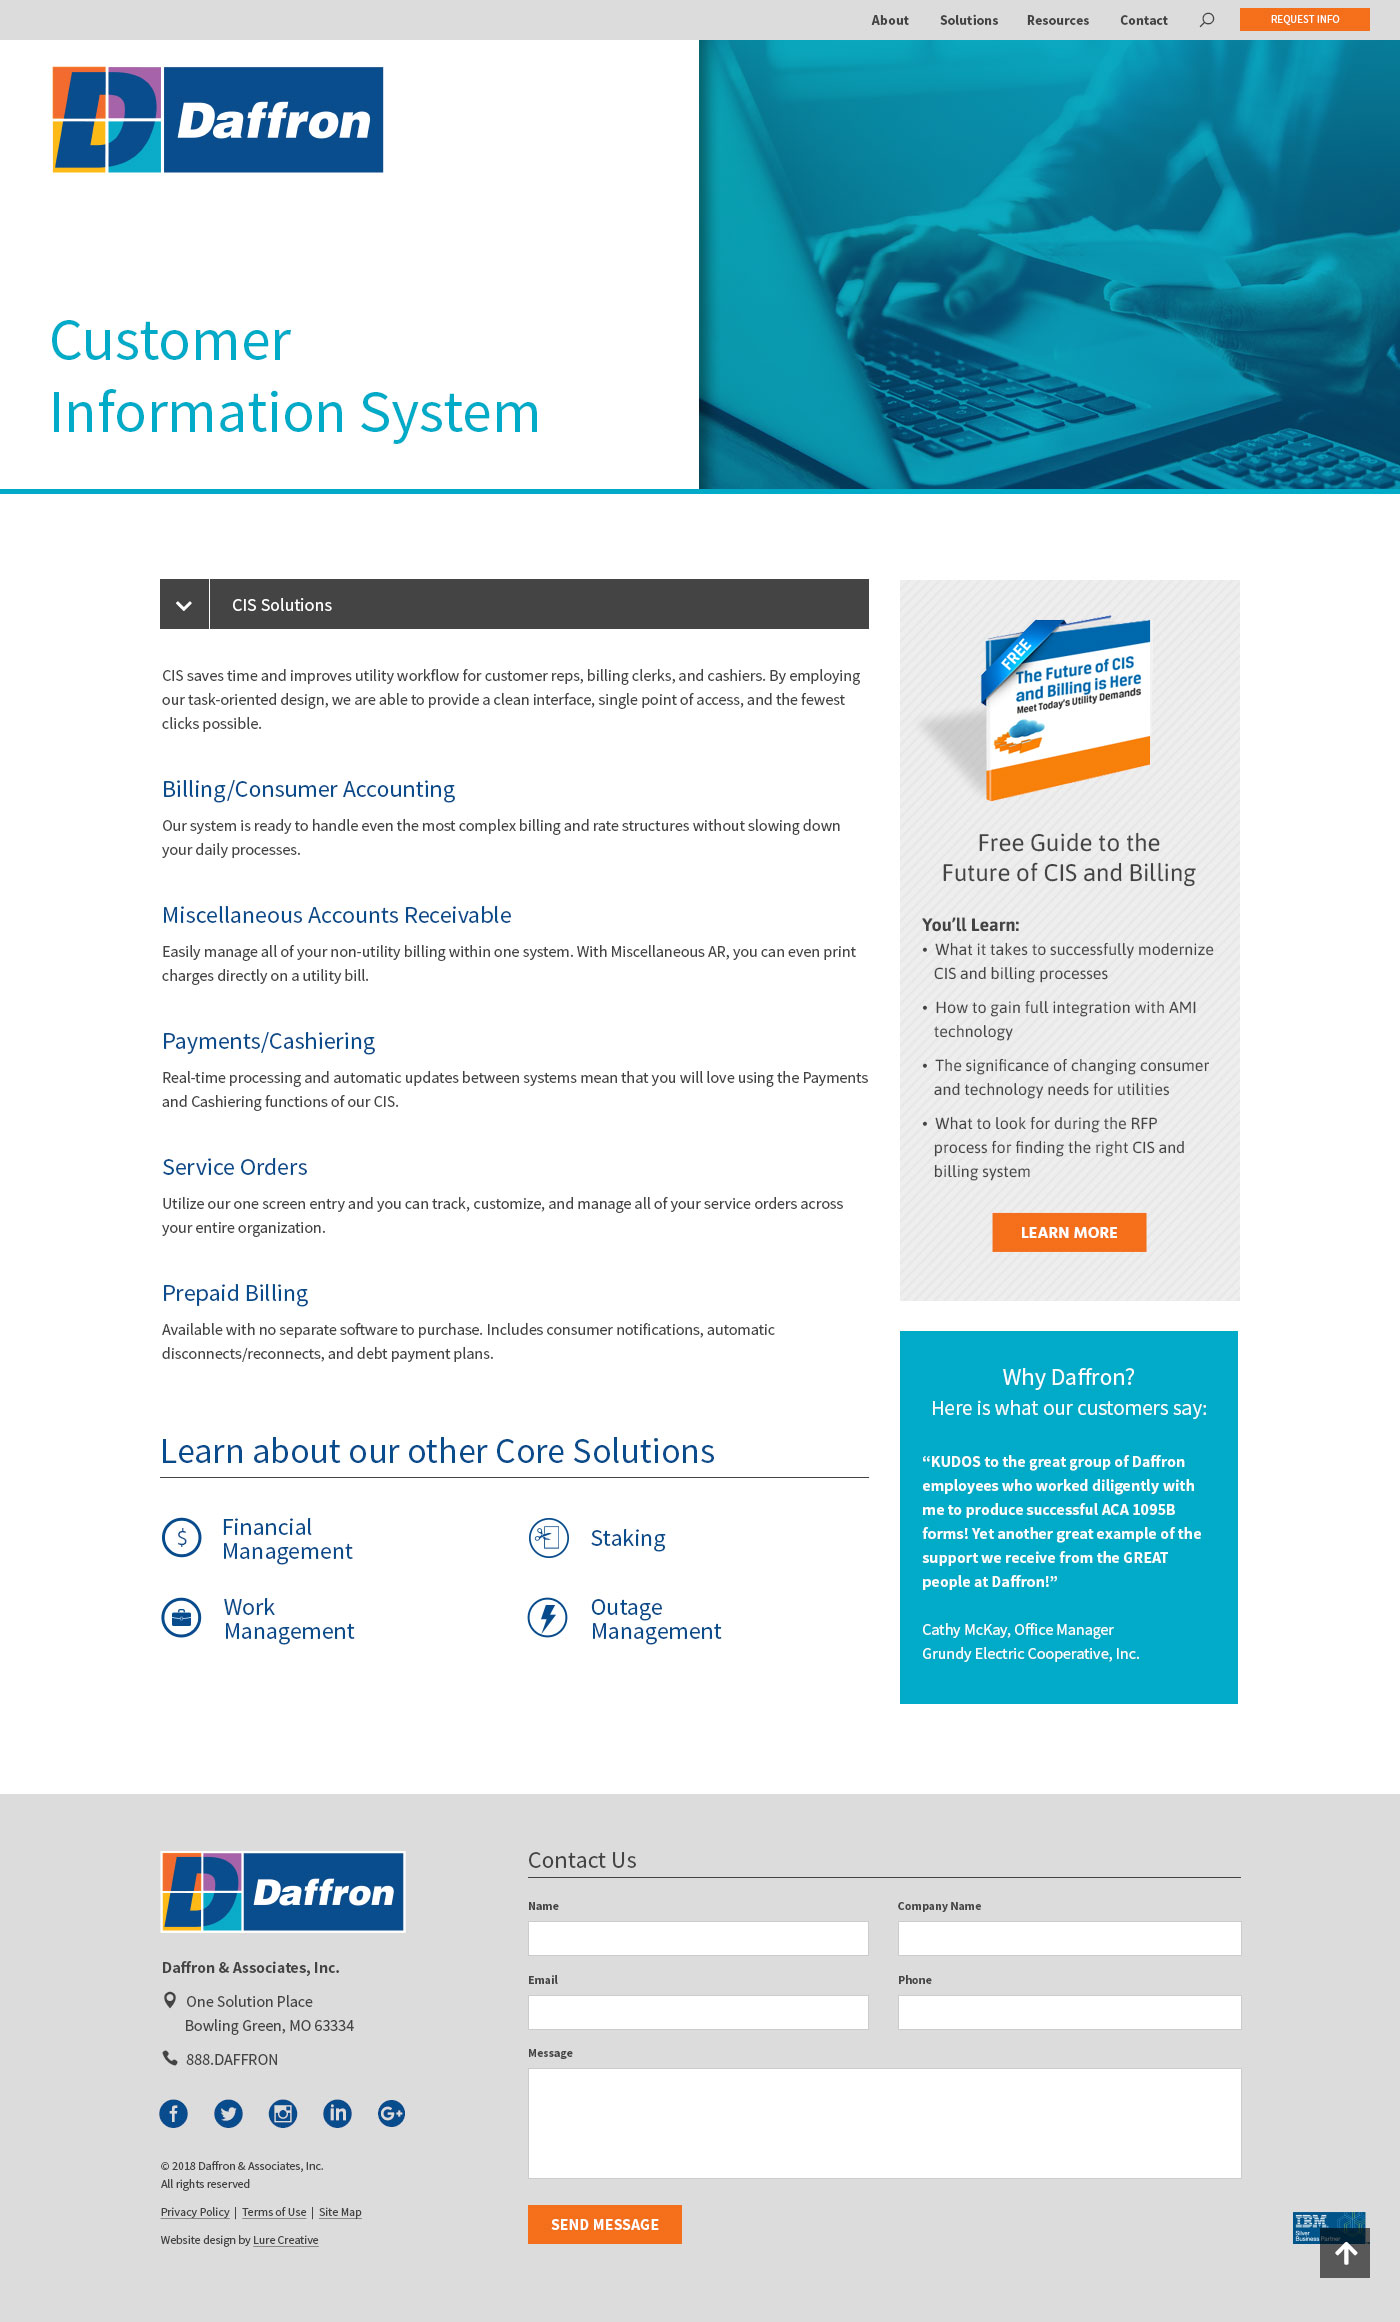 About Solutions Resources Contact REQUEST INFO
Daffron
Customer
Information System
CIS Solutions
CIS saves time and improves utility workflow for customer reps, billing clerks, and cashiers. By employing
our task-oriented design, we are able to provide a clean interface, single point of access, and the fewest
clicks possible.
Billing/Consumer Accounting
Our system is ready to handle even the most complex billing and rate structures without slowing down
your daily processes.
Miscellaneous Accounts Receivable
Easily manage all of your non-utility billing within one system. With Miscellaneous AR, you can even print
charges directly on a utility bill.
Payments/Cashiering
Real-time processing and automatic updates between systems mean that you will love using the Payments
and Cashiering functions of our CIS.
Service Orders
Utilize our one screen entry and you can track, customize, and manage all of your service orders across
your entire organization.
Prepaid Billing
Available with no separate software to purchase. Includes consumer notifications, automatic
disconnects/reconnects, and debt payment plans.
Learn about our other Core Solutions
Financial
Management
Staking
Work
Management
Outage
Management
FREE
The Future of CIS
and Billing is Here
Meet Today's Utility Demands
Free Guide to the
Future of CIS and Billing
You'll Learn:
• What it takes to successfully modernize
CIS and billing processes
• How to gain full integration with AMI
technology
• The significance of changing consumer
and technology needs for utilities
• What to look for during the RFP
process for finding the right CIS and
billing system
LEARN MORE
Why Daffron?
Here is what our customers say:
“KUDOS to the great group of Daffron
employees who worked diligently with
me to produce successful ACA 1095B
forms! Yet another great example of the
support we receive from the GREAT
people at Daffron!”
Cathy McKay, Office Manager
Grundy Electric Cooperative, Inc.
Daffron
Daffron & Associates, Inc.
One Solution Place
Bowling Green, MO 63334
888.DAFFRON
© 2018 Daffron & Associates, Inc.
All rights reserved
Privacy Policy | Terms of Use | Site Map
Website design by Lure Creative
Contact Us
Name
Company Name
Email
Phone
Message
SEND MESSAGE
IBM
Silver
Business Partner